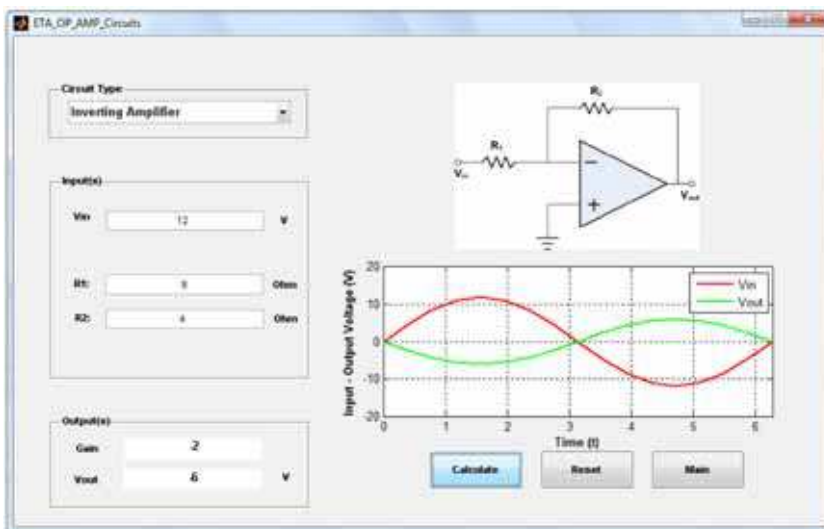 ETA_OP_AMP_Circuits
Circuit Type
Inverting Amplifier
Input(s)
Vin 12 V
R1: 8 Ohm
R2: 4 Ohm
Output(s)
Gain -2
Vout -6 V
R₂
R₁
Vin
Vout
Input - Output Voltage (V)
20
10
0
-10
-20
0 1 2 3 4 5 6
Time (t)
Vin
Vout
Calculate
Reset
Main